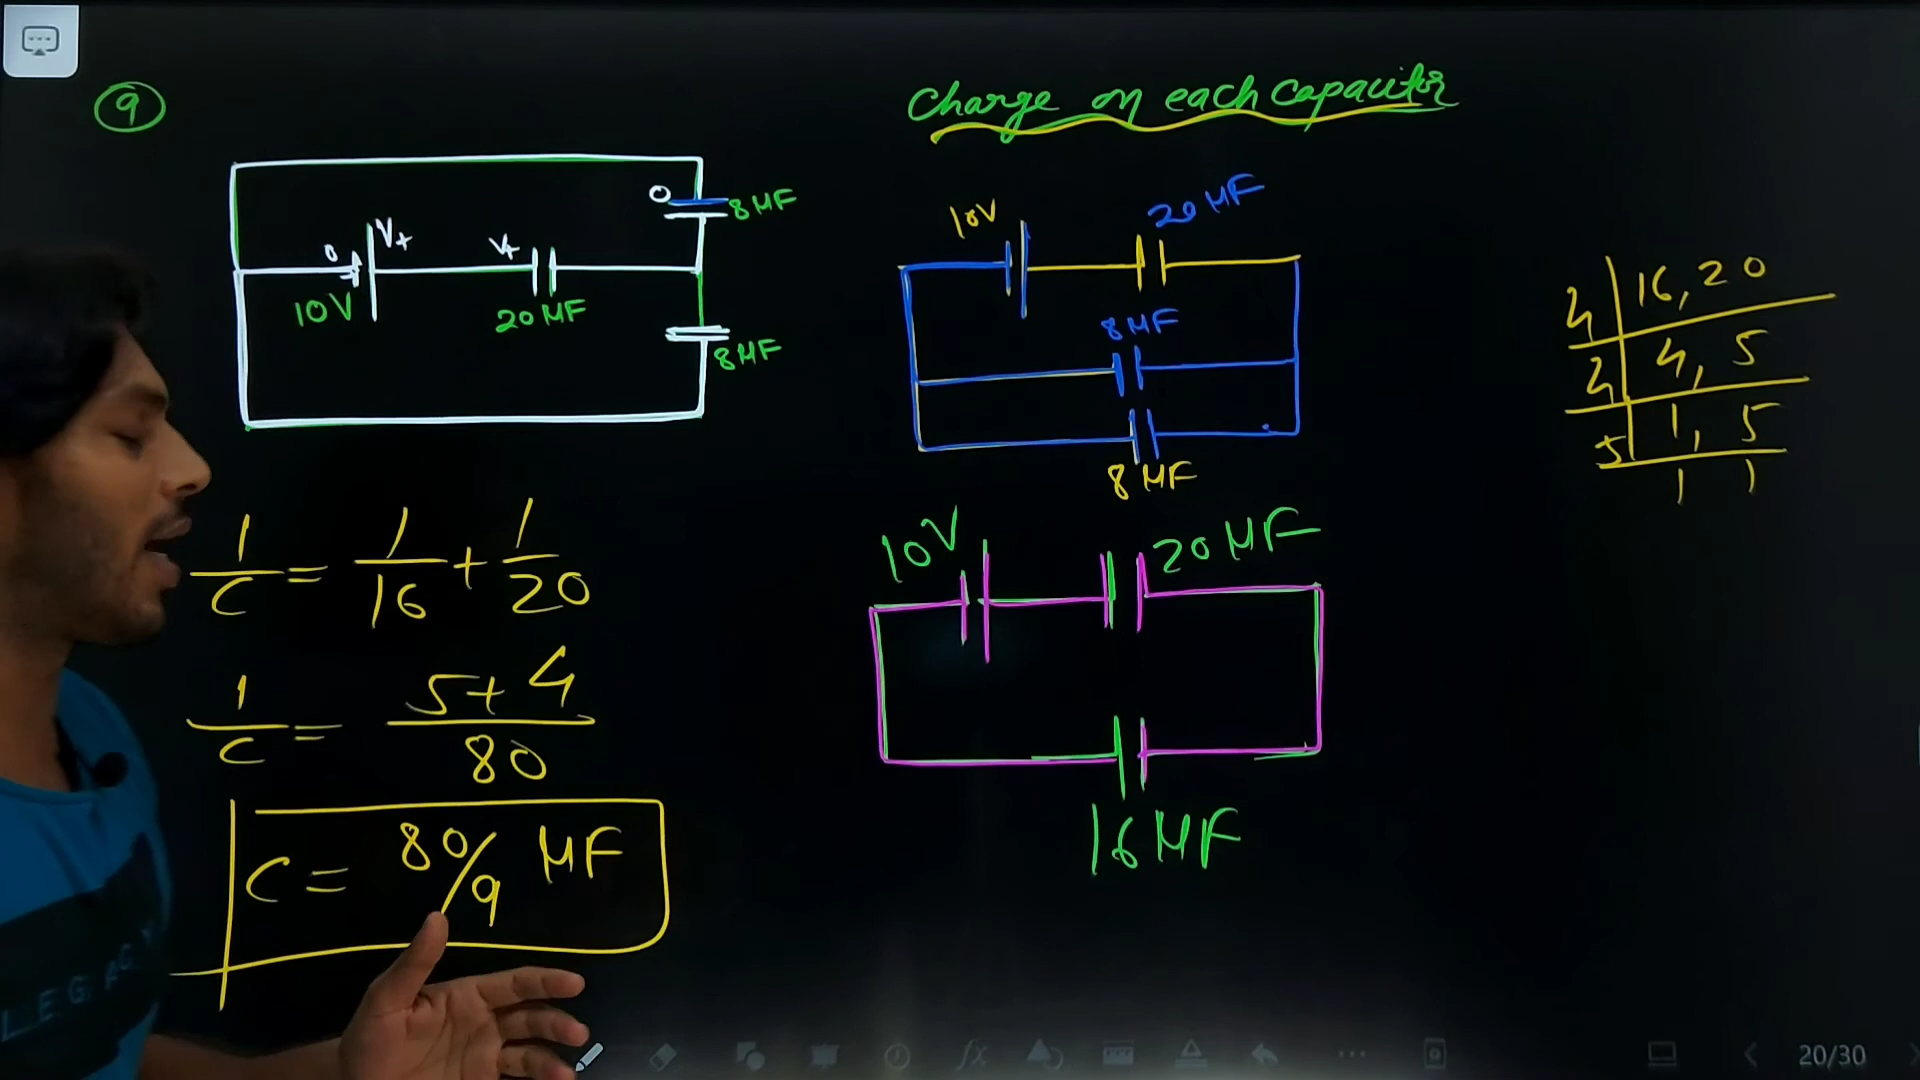 9
Charge on each capacitor
0
8 μF
0
V+
V+
10V
20 μF
8 μF
10V
20 μF
8 μF
8 μF
4 | 16, 20
4 | 4, 5
5 | 1, 5
1 1
1/C = 1/16 + 1/20
1/C = 5+4/80
C = 80/9 μF
10V
20 μF
16 μF
fx
20/30